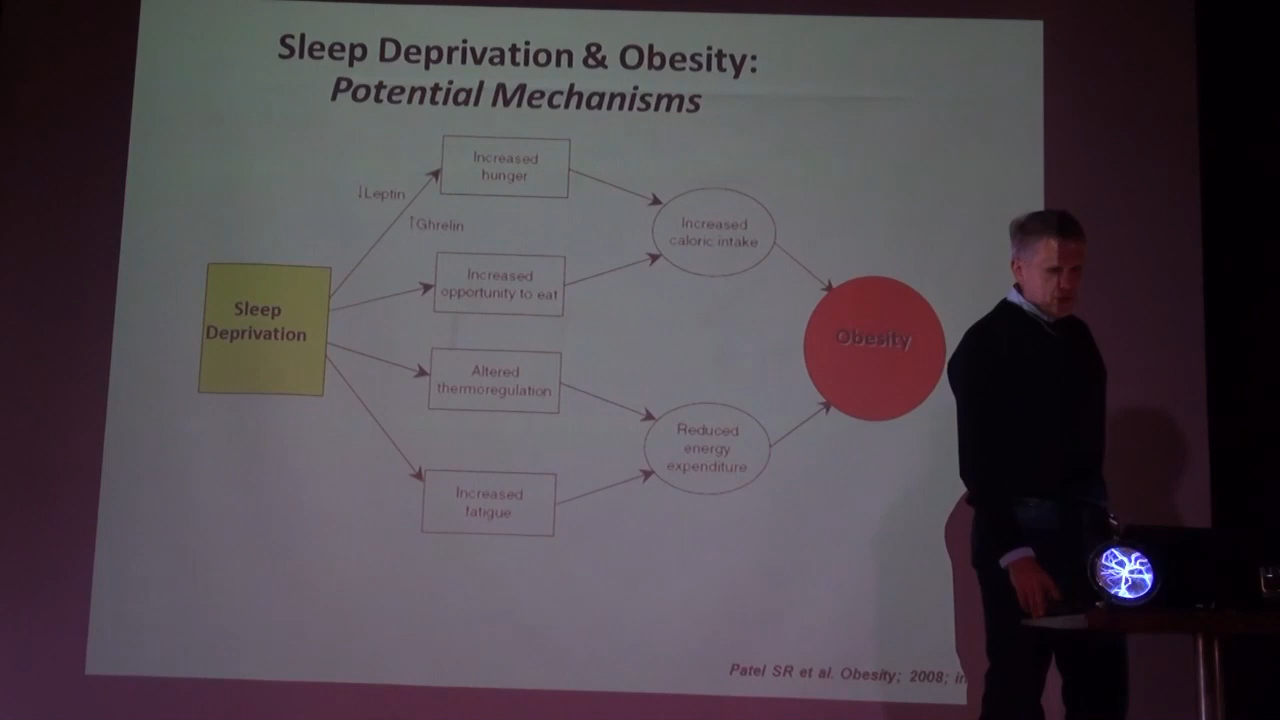 Sleep Deprivation & Obesity:
Potential Mechanisms
Increased
hunger
↓Leptin
↑Ghrelin
Increased
caloric intake
Increased
opportunity to eat
Sleep
Deprivation
Obesity
Altered
thermoregulation
Reduced
energy
expenditure
Increased
fatigue
Patel SR et al. Obesity; 2008;